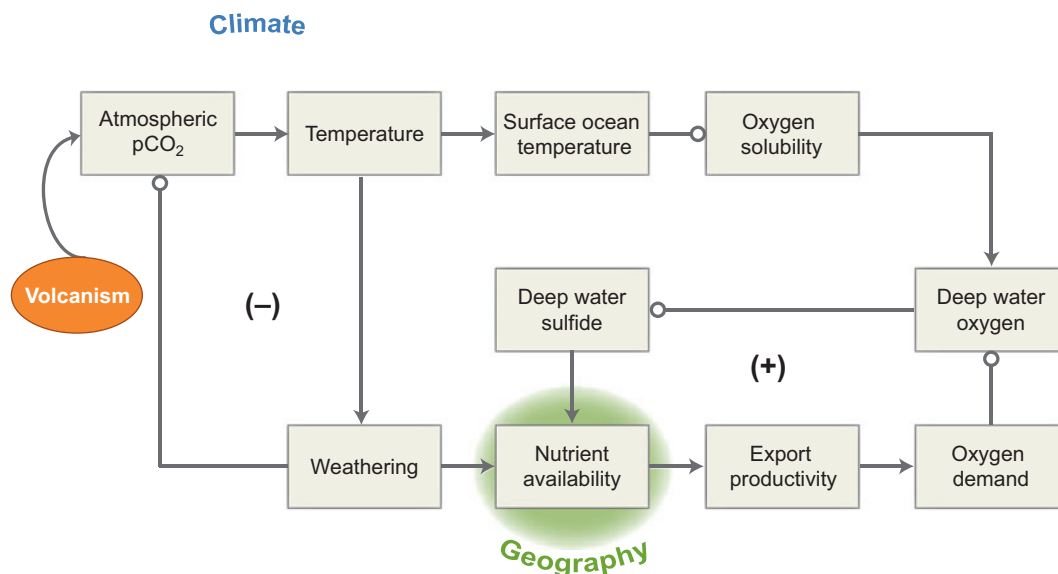 Climate
Atmospheric
pCO₂
Temperature
Surface ocean
temperature
Oxygen
solubility
Volcanism
(–)
Deep water
sulfide
Deep water
oxygen
(+)
Weathering
Nutrient
availability
Export
productivity
Oxygen
demand
Geography